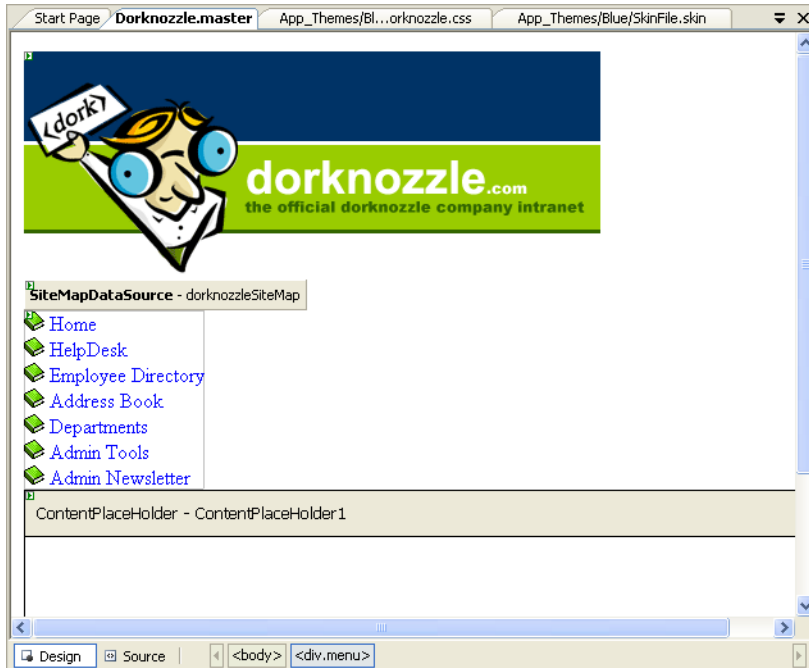 Start Page Dorknozzle.master App_Themes/Bl...orknozzle.css App_Themes/Blue/SkinFile.skin
<dork>
dorknozzle.com
the official dorknozzle company intranet
SiteMapDataSource - dorknozzleSiteMap
Home
HelpDesk
Employee Directory
Address Book
Departments
Admin Tools
Admin Newsletter
ContentPlaceHolder - ContentPlaceHolder1
Design Source <body> <div.menu>